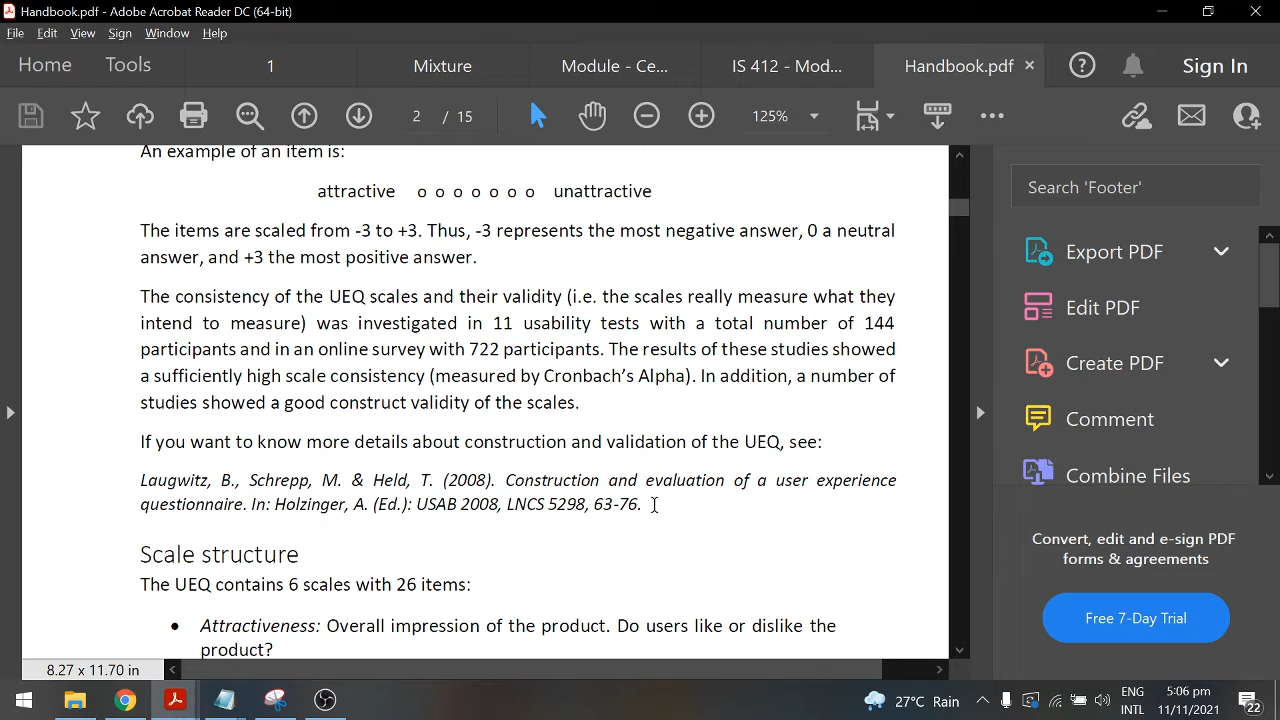 Handbook.pdf - Adobe Acrobat Reader DC (64-bit)
File Edit View Sign Window Help
Home Tools 1 Mixture Module - Ce... IS 412 - Mod... Handbook.pdf Sign In
2 / 15 125%
An example of an item is:
attractive o o o o o o o unattractive
The items are scaled from -3 to +3. Thus, -3 represents the most negative answer, 0 a neutral
answer, and +3 the most positive answer.
The consistency of the UEQ scales and their validity (i.e. the scales really measure what they
intend to measure) was investigated in 11 usability tests with a total number of 144
participants and in an online survey with 722 participants. The results of these studies showed
a sufficiently high scale consistency (measured by Cronbach's Alpha). In addition, a number of
studies showed a good construct validity of the scales.
If you want to know more details about construction and validation of the UEQ, see:
Laugwitz, B., Schrepp, M. & Held, T. (2008). Construction and evaluation of a user experience
questionnaire. In: Holzinger, A. (Ed.): USAB 2008, LNCS 5298, 63-76.
Scale structure
The UEQ contains 6 scales with 26 items:
• Attractiveness: Overall impression of the product. Do users like or dislike the
product?
8.27 x 11.70 in
Search 'Footer'
Export PDF
Edit PDF
Create PDF
Comment
Combine Files
Convert, edit and e-sign PDF
forms & agreements
Free 7-Day Trial
27°C Rain
ENG
INTL
5:06 pm
11/11/2021
22